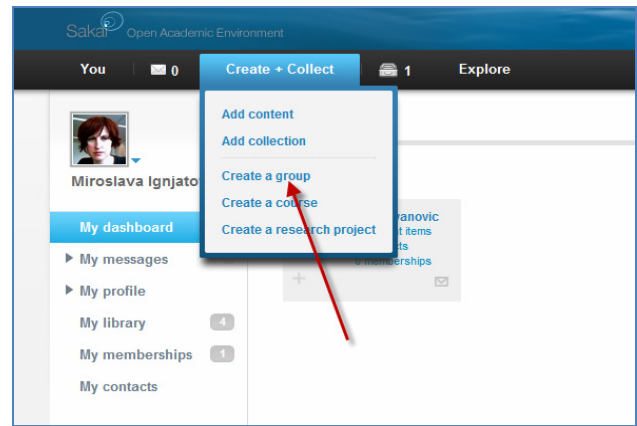 Sakai Open Academic Environment
You 0 Create + Collect 1 Explore
Add content
Add collection
Create a group
Create a course
Create a research project
Miroslava Ignjato
My dashboard
My messages
My profile
My library 4
My memberships 1
My contacts
vanovic
t items
ts
0 memberships